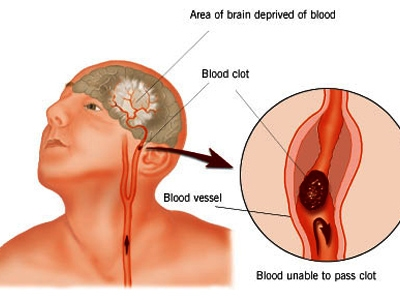 Area of brain deprived of blood
Blood clot
Blood vessel
Blood unable to pass clot